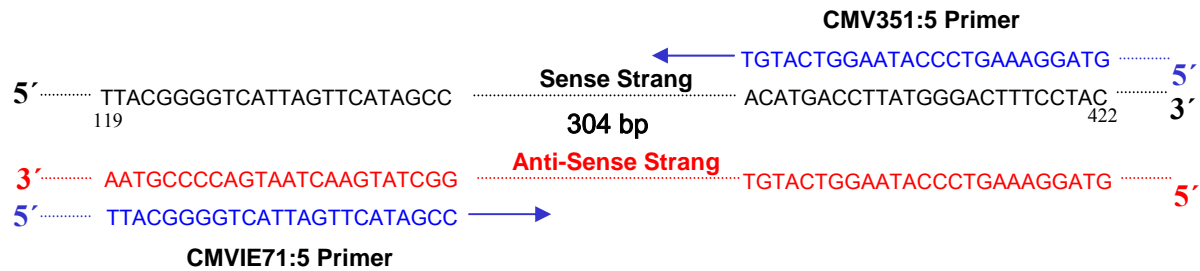 CMV351:5 Primer
TGTACTGGAATACCCTGAAAGGATG 5´
5´ TTACGGGGTCATTAGTTCATAGCC Sense Strang ACATGACCTTATGGGACTTTCCTAC 3´
119 304 bp 422
3´ AATGCCCCAGTAATCAAGTATCGG Anti-Sense Strang TGTACTGGAATACCCTGAAAGGATG 5´
5´ TTACGGGGTCATTAGTTCATAGCC
CMVIE71:5 Primer